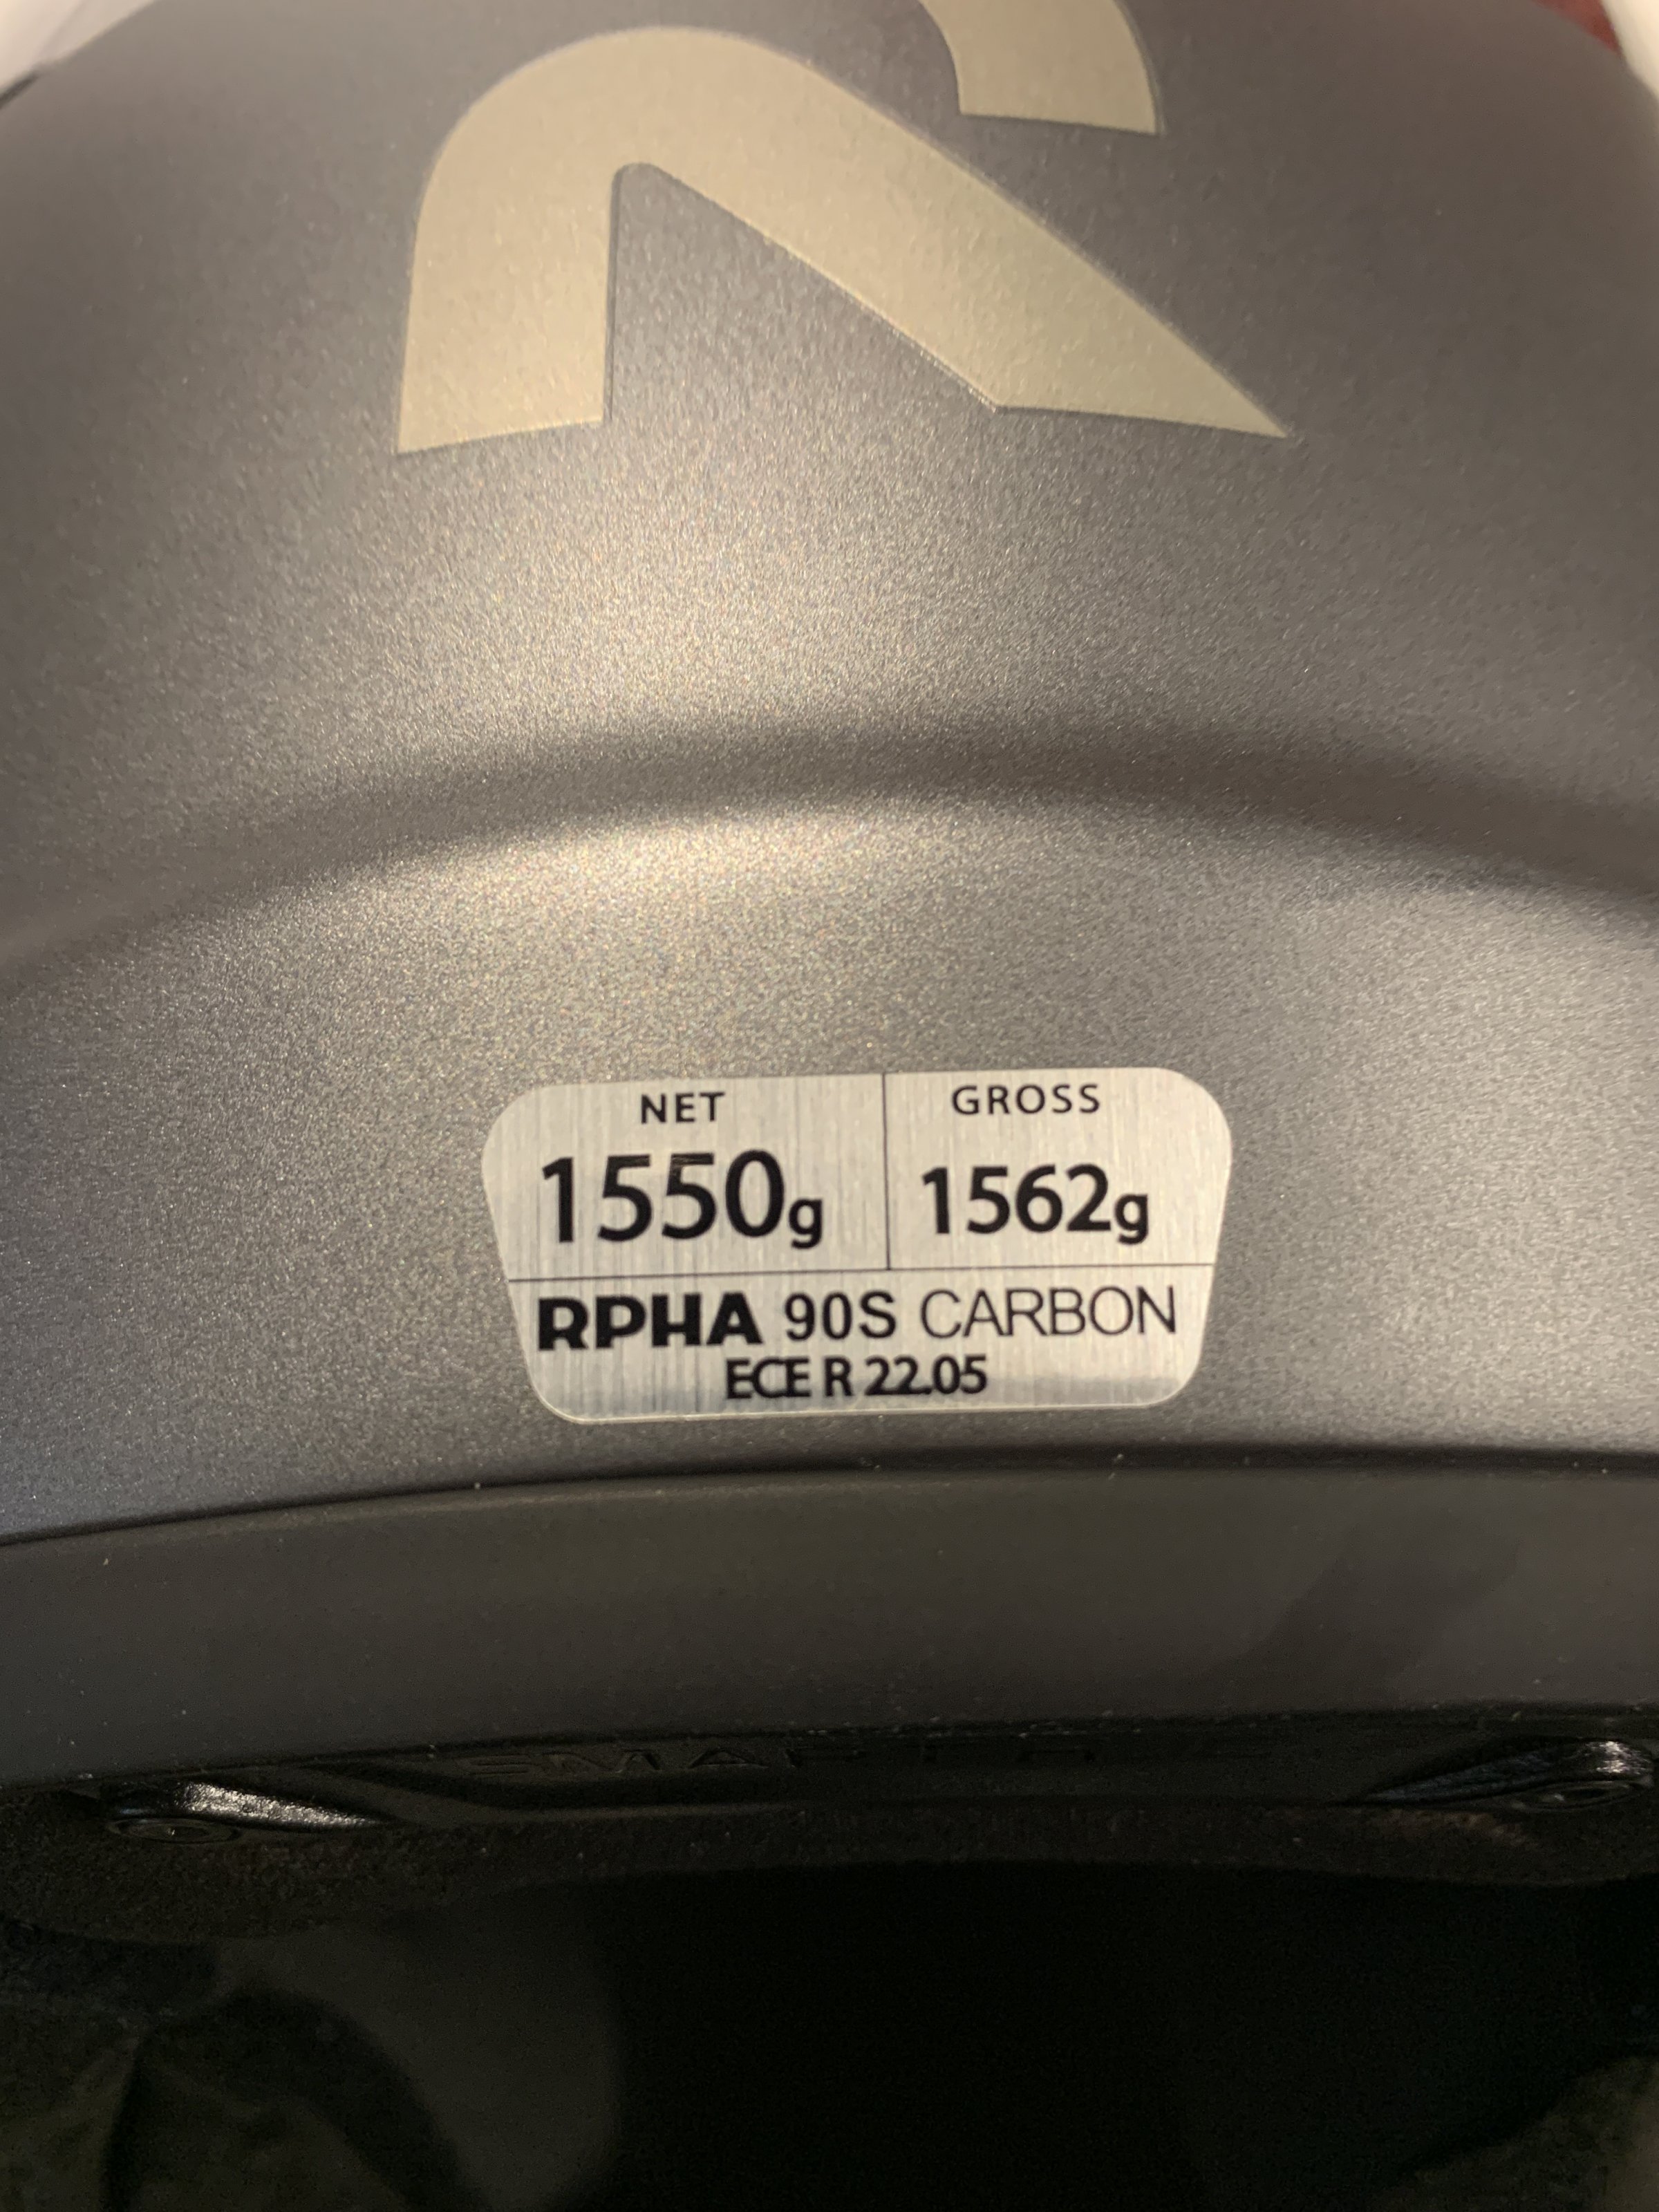 NET GROSS
1550g 1562g
RPHA 90S CARBON
ECE R 22.05